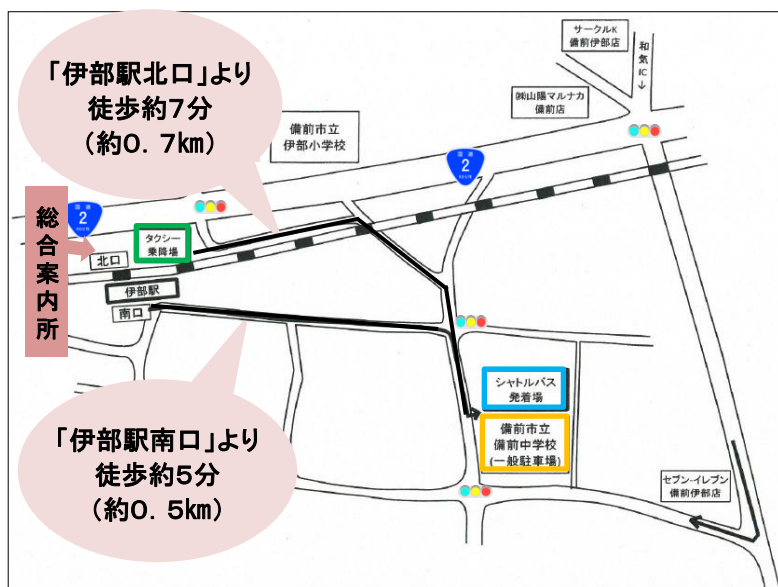 サークルK
備前伊部店
和気IC↓
「伊部駅北口」より
徒歩約7分
(約0.7km)
㈱山陽マルナカ
備前店
備前市立
伊部小学校
国道
2
ROUTE
国道
2
ROUTE
総合案内所
タクシー
乗降場
北口
伊部駅
南口
シャトルバス
発着場
備前市立
備前中学校
(一般駐車場)
「伊部駅南口」より
徒歩約5分
(約0.5km)
セブン-イレブン
備前伊部店